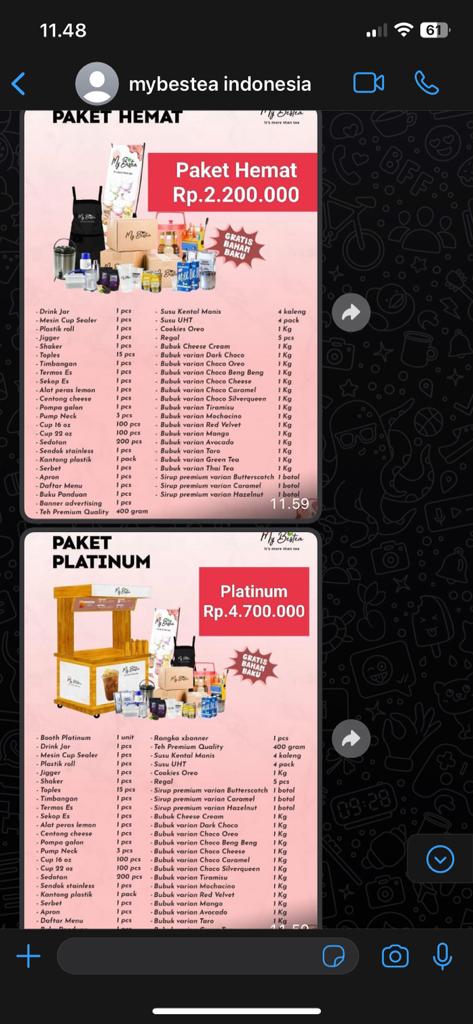 11.48
61
mybestea indonesia
PAKET HEMAT
My Bestea
It's more than tea
Paket Hemat
Rp.2.200.000
GRATIS
BAHAN
BAKU
- Drink Jar 1 pcs
- Mesin Cup Sealer 1 pcs
- Plastik roll 1 pcs
- Jigger 1 pcs
- Shaker 1 pcs
- Toples 15 pcs
- Timbangan 1 pcs
- Termos Es 1 pcs
- Sekop Es 1 pcs
- Alat peras lemon 1 pcs
- Centong cheese 1 pcs
- Pompa galon 1 pcs
- Pump Neck 3 pcs
- Cup 16 oz 100 pcs
- Cup 22 oz 100 pcs
- Sedotan 200 pcs
- Sendok stainless 1 pcs
- Kantong plastik 1 pack
- Serbet 1 pcs
- Apron 1 pcs
- Daftar Menu 1 pcs
- Buku Panduan 1 pcs
- Banner advertising 1 pcs
- Teh Premium Quality 400 gram
- Susu Kental Manis 4 kaleng
- Susu UHT 4 pack
- Cookies Oreo 1 Kg
- Regal 5 pcs
- Bubuk Cheese Cream 1 Kg
- Bubuk varian Dark Choco 1 Kg
- Bubuk varian Choco Oreo 1 Kg
- Bubuk varian Choco Beng Beng 1 Kg
- Bubuk varian Choco Cheese 1 Kg
- Bubuk varian Choco Caramel 1 Kg
- Bubuk varian Choco Silverqueen 1 Kg
- Bubuk varian Tiramisu 1 Kg
- Bubuk varian Mochacino 1 Kg
- Bubuk varian Red Velvet 1 Kg
- Bubuk varian Mango 1 Kg
- Bubuk varian Avocado 1 Kg
- Bubuk varian Taro 1 Kg
- Bubuk varian Green Tea 1 Kg
- Bubuk varian Thai Tea 1 Kg
- Sirup premium varian Butterscotch 1 botol
- Sirup premium varian Caramel 1 botol
- Sirup premium varian Hazelnut 1 botol
11.59
PAKET
PLATINUM
My Bestea
It's more than tea
Platinum
Rp.4.700.000
GRATIS
BAHAN
BAKU
- Booth Platinum 1 unit
- Drink Jar 1 pcs
- Mesin Cup Sealer 1 pcs
- Plastik roll 1 pcs
- Jigger 1 pcs
- Shaker 1 pcs
- Toples 15 pcs
- Timbangan 1 pcs
- Termos Es 1 pcs
- Sekop Es 1 pcs
- Alat peras lemon 1 pcs
- Centong cheese 1 pcs
- Pompa galon 1 pcs
- Pump Neck 3 pcs
- Cup 16 oz 100 pcs
- Cup 22 oz 100 pcs
- Sedotan 200 pcs
- Sendok stainless 1 pcs
- Kantong plastik 1 pack
- Serbet 1 pcs
- Apron 1 pcs
- Daftar Menu 1 pcs
- Rangka xbanner 1 pcs
- Teh Premium Quality 400 gram
- Susu Kental Manis 4 kaleng
- Susu UHT 4 pack
- Cookies Oreo 1 Kg
- Regal 5 pcs
- Sirup premium varian Butterscotch 1 botol
- Sirup premium varian Caramel 1 botol
- Sirup premium varian Hazelnut 1 botol
- Bubuk Cheese Cream 1 Kg
- Bubuk varian Dark Choco 1 Kg
- Bubuk varian Choco Oreo 1 Kg
- Bubuk varian Choco Beng Beng 1 Kg
- Bubuk varian Choco Cheese 1 Kg
- Bubuk varian Choco Caramel 1 Kg
- Bubuk varian Choco Silverqueen 1 Kg
- Bubuk varian Tiramisu 1 Kg
- Bubuk varian Mochacino 1 Kg
- Bubuk varian Red Velvet 1 Kg
- Bubuk varian Mango 1 Kg
- Bubuk varian Avocado 1 Kg
- Bubuk varian Taro 1 Kg